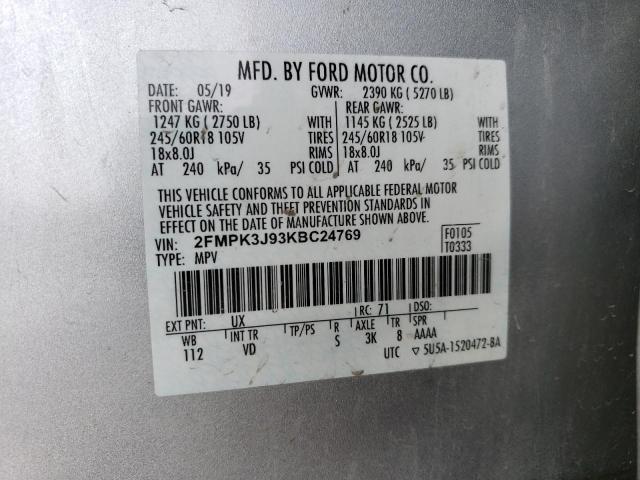 MFD. BY FORD MOTOR CO.
DATE: 05/19 GVWR: 2390 KG ( 5270 LB)
FRONT GAWR: REAR GAWR:
1247 KG ( 2750 LB) WITH 1145 KG ( 2525 LB) WITH
245/60R18 105V TIRES 245/60R18 105V TIRES
18x8.0J RIMS 18x8.0J RIMS
AT 240 kPa/ 35 PSI COLD AT 240 kPa/ 35 PSI COLD
THIS VEHICLE CONFORMS TO ALL APPLICABLE FEDERAL MOTOR
VEHICLE SAFETY AND THEFT PREVENTION STANDARDS IN
EFFECT ON THE DATE OF MANUFACTURE SHOWN ABOVE.
VIN: 2FMPK3J93KBC24769 F0105
TYPE: MPV T0333
EXT PNT: UX RC: 71 DSO:
WB INT TR TP/PS R AXLE TR SPR
112 VD S 3K 8 AAAA
UTC ▽ SU5A-1520472-BA